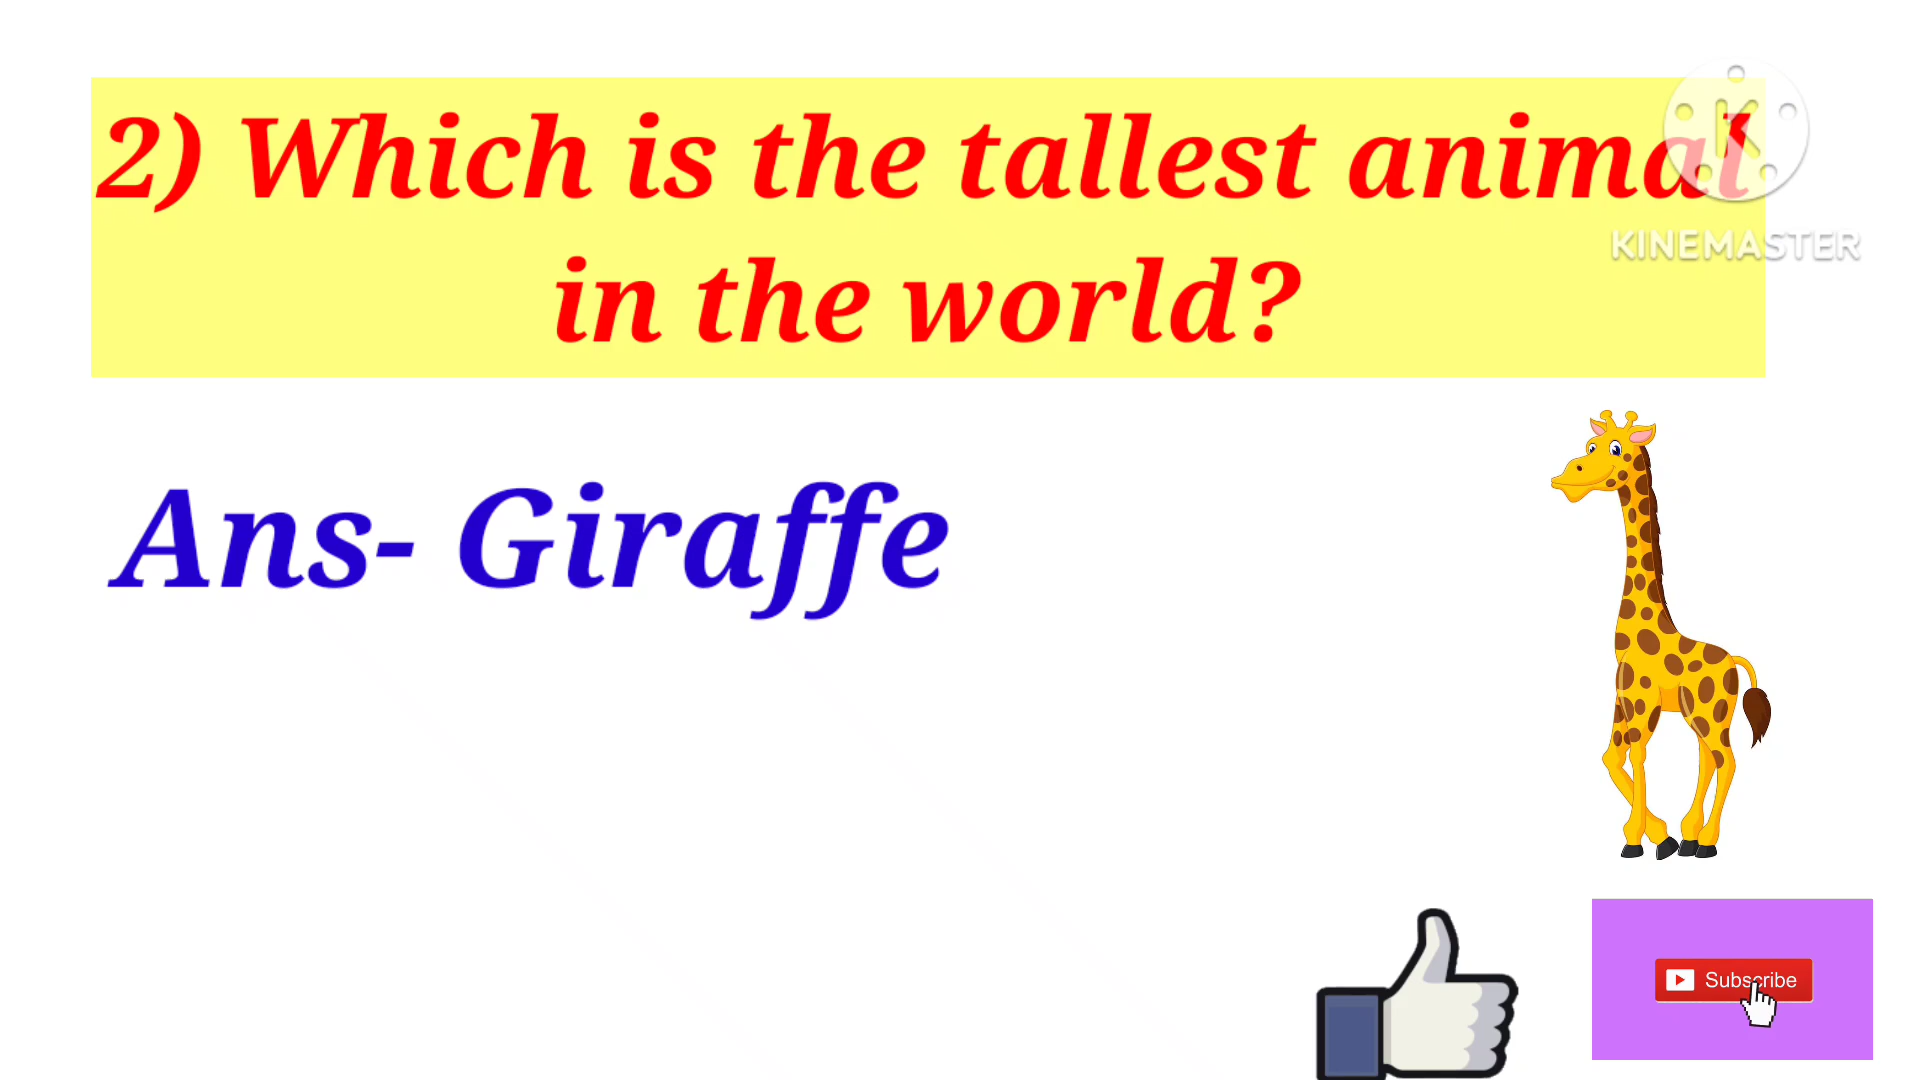 2) Which is the tallest animal
in the world?
KINEMASTER
Ans- Giraffe
Subscribe